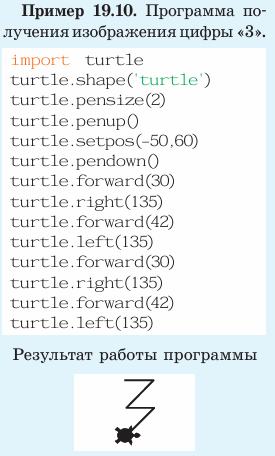 Пример 19.10. Программа по-
лучения изображения цифры «3».
import turtle
turtle.shape('turtle')
turtle.pensize(2)
turtle.penup()
turtle.setpos(–50,60)
turtle.pendown()
turtle.forward(30)
turtle.right(135)
turtle.forward(42)
turtle.left(135)
turtle.forward(30)
turtle.right(135)
turtle.forward(42)
turtle.left(135)
Результат работы программы